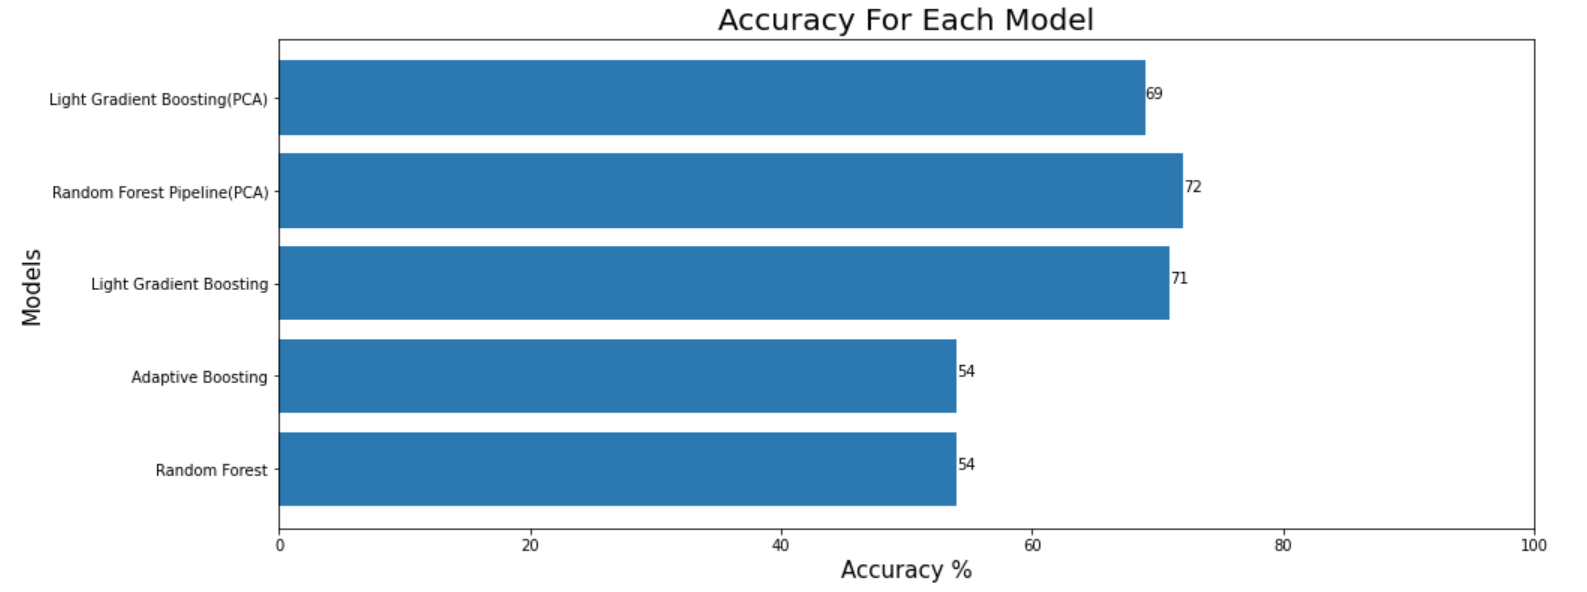 Accuracy For Each Model
Light Gradient Boosting(PCA)
69
Random Forest Pipeline(PCA)
72
Light Gradient Boosting
71
Adaptive Boosting
54
Random Forest
54
Models
0 20 40 60 80 100
Accuracy %